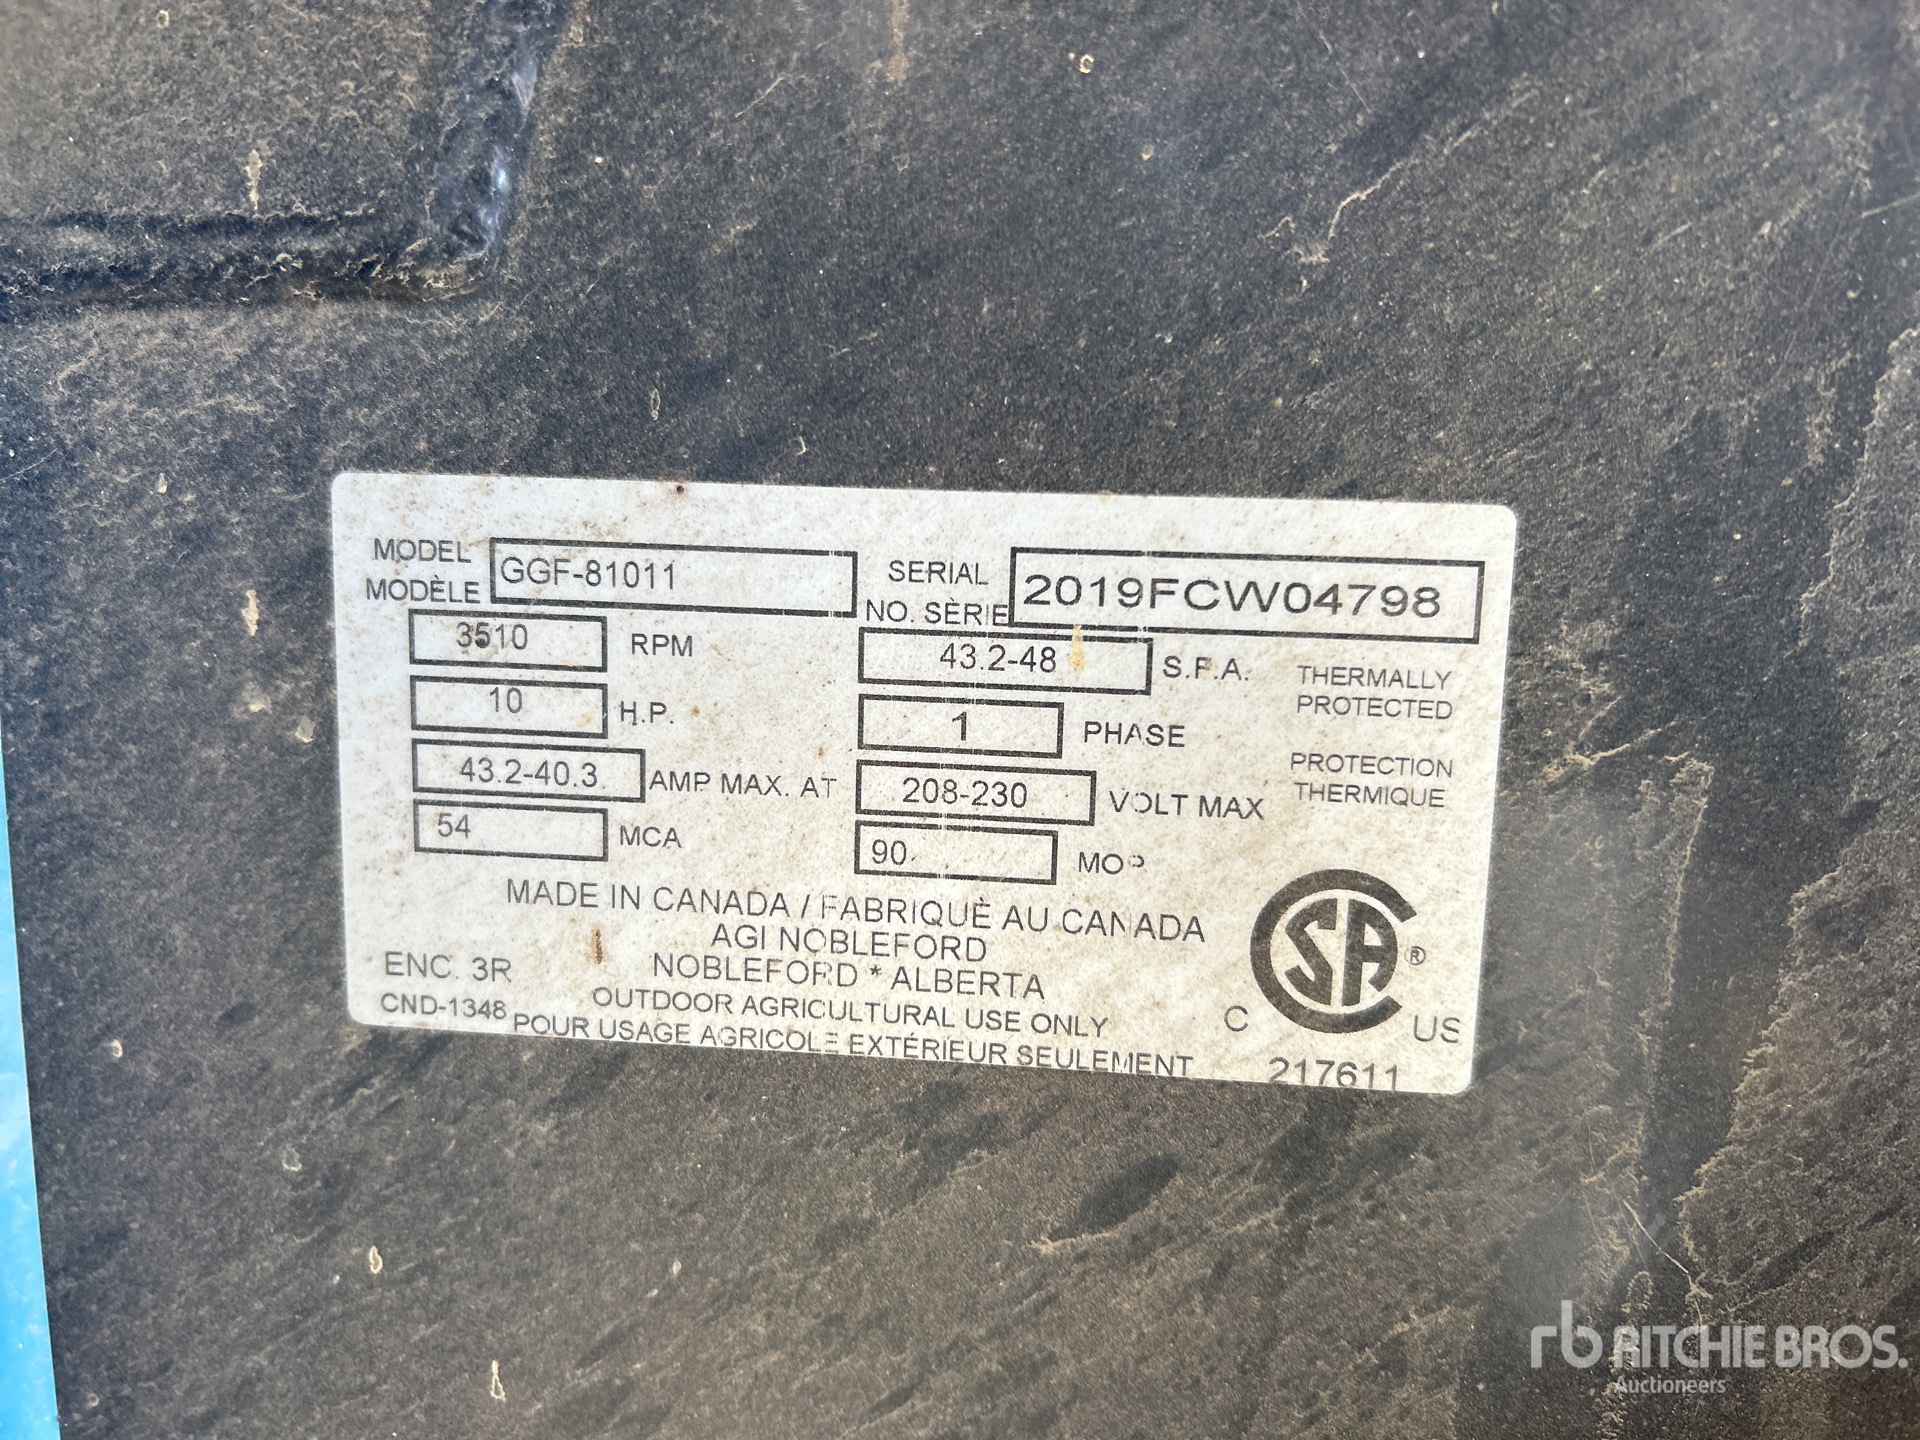 MODEL GGF-81011 SERIAL 2019FCW04798
MODÈLE NO. SÈRIE
3510 RPM 43.2-48 S.F.A. THERMALLY
PROTECTED
10 H.P. 1 PHASE
PROTECTION
THERMIQUE
43.2-40.3 AMP MAX. AT 208-230 VOLT MAX
54 MCA 90 MOP
MADE IN CANADA / FABRIQUÈ AU CANADA
AGI NOBLEFORD
ENC. 3R NOBLEFORD * ALBERTA
CND-1348 OUTDOOR AGRICULTURAL USE ONLY
POUR USAGE AGRICOLE EXTÉRIEUR SEULEMENT
C CSA ® US
217611
rb RITCHIE BROS.
Auctioneers